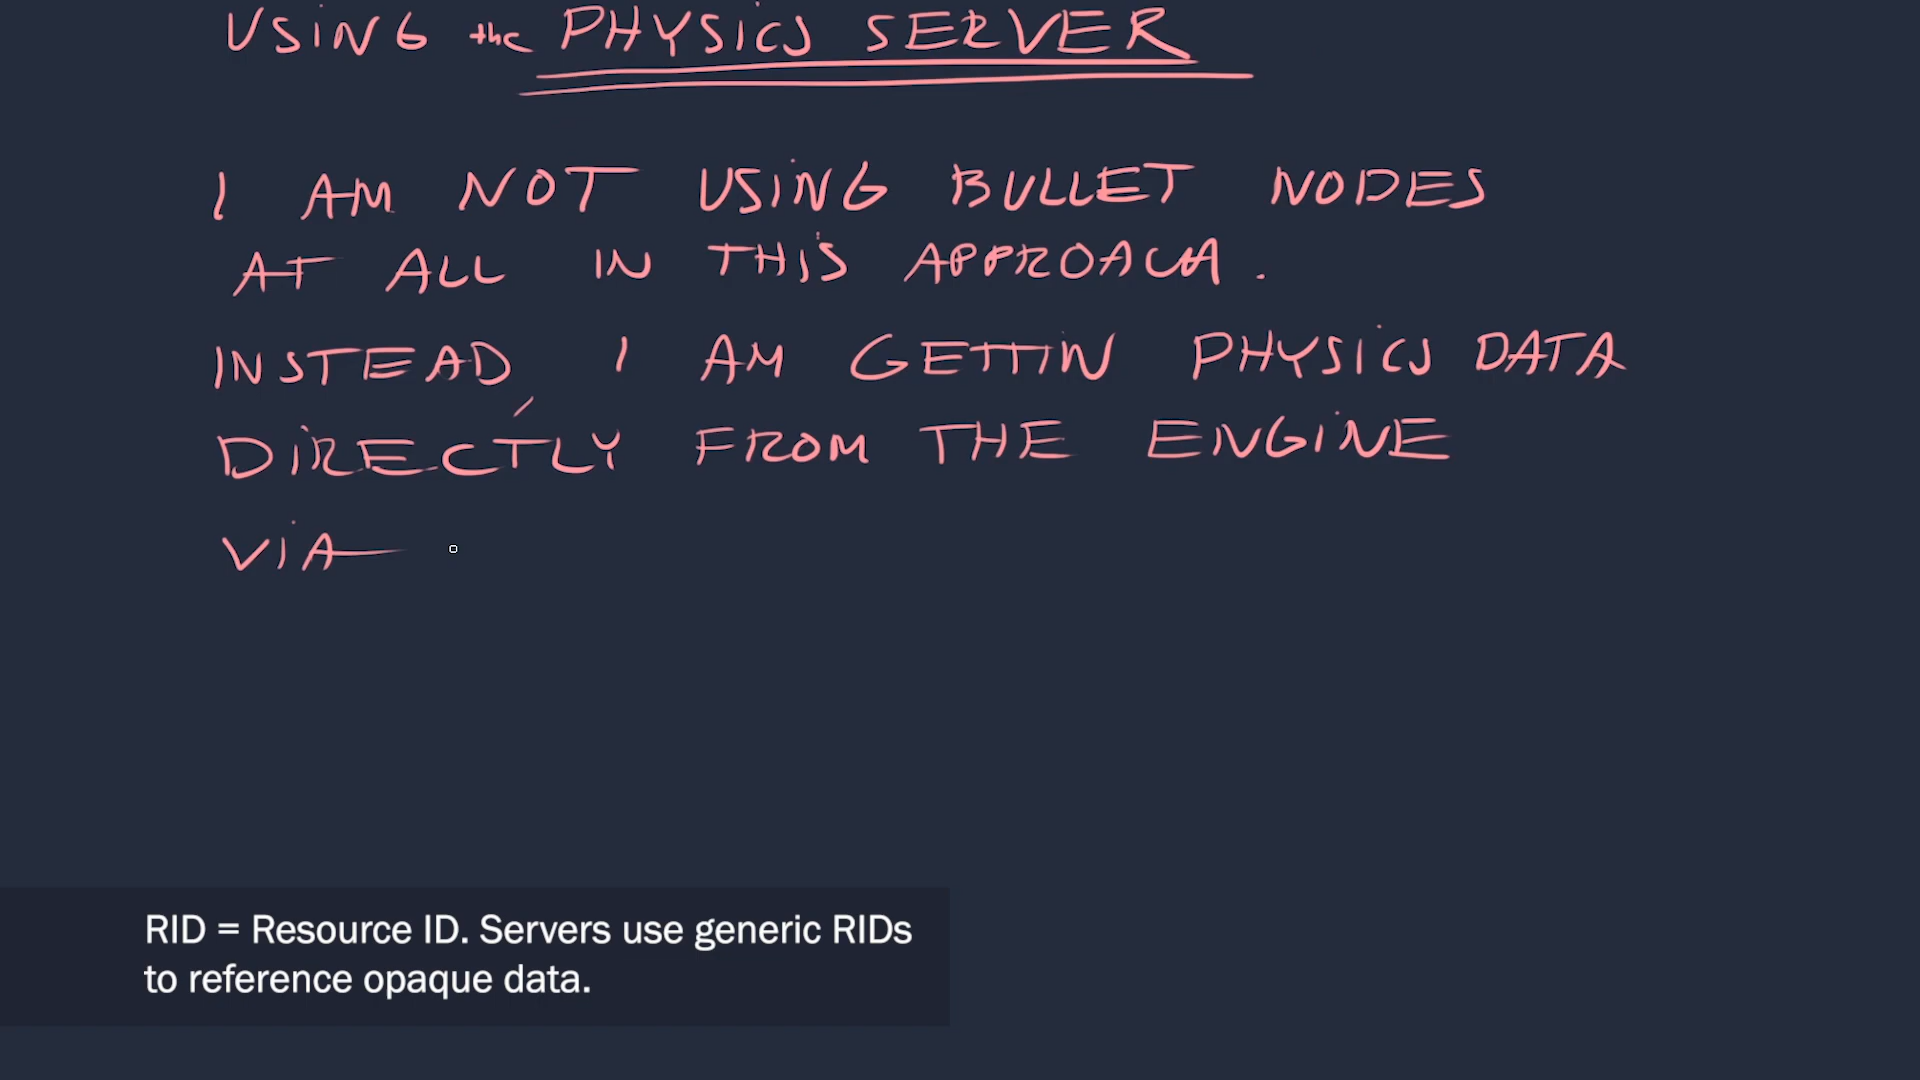 USING the PHYSICS SERVER
I AM NOT USING BULLET NODES
AT ALL IN THIS APPROACH.
INSTEAD, I AM GETTIN PHYSICS DATA
DIRECTLY FROM THE ENGINE
VIA
RID = Resource ID. Servers use generic RIDs
to reference opaque data.